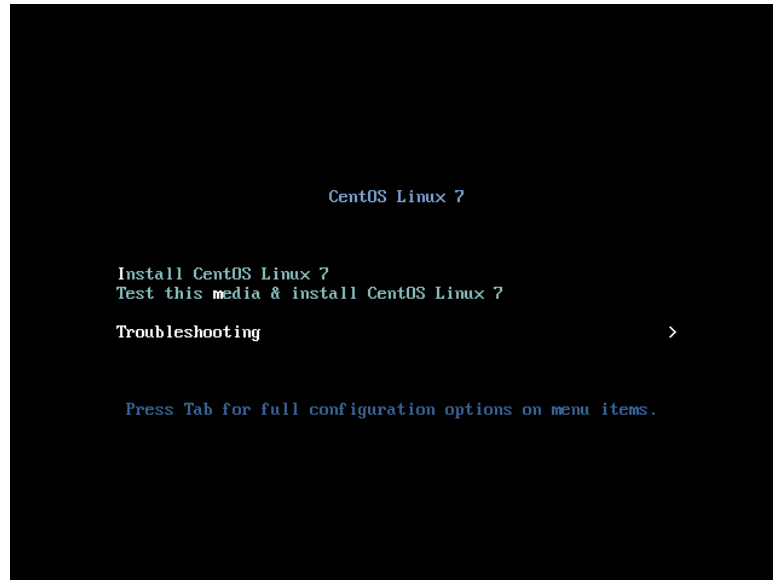 CentOS Linux 7
Install CentOS Linux 7
Test this media & install CentOS Linux 7
Troubleshooting >
Press Tab for full configuration options on menu items.